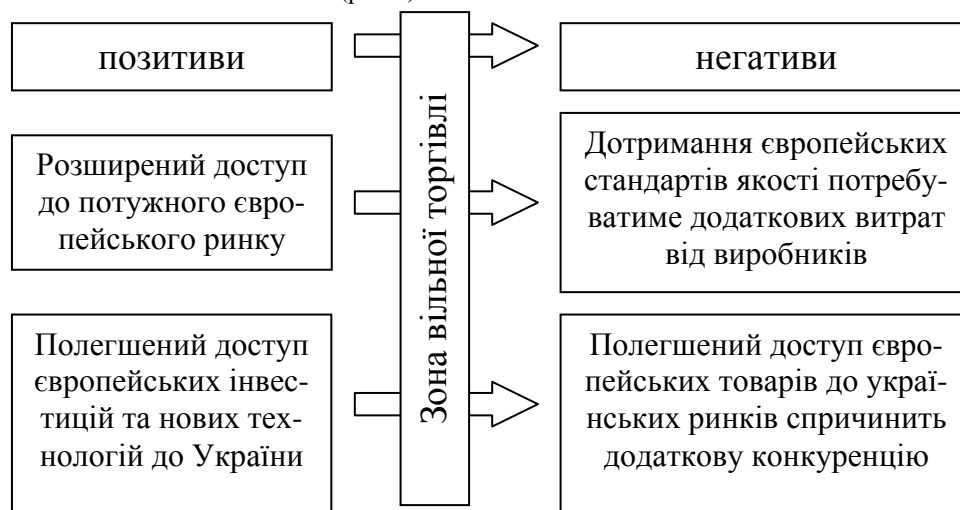 позитиви
Розширений доступ
до потужного євро-
пейського ринку
Полегшений доступ
європейських інвес-
тицій та нових тех-
нологій до України
Зона вільної торгівлі
негативи
Дотримання європейських
стандартів якості потребу-
ватиме додаткових витрат
від виробників
Полегшений доступ євро-
пейських товарів до укра-
їнських ринків спричинить
додаткову конкуренцію